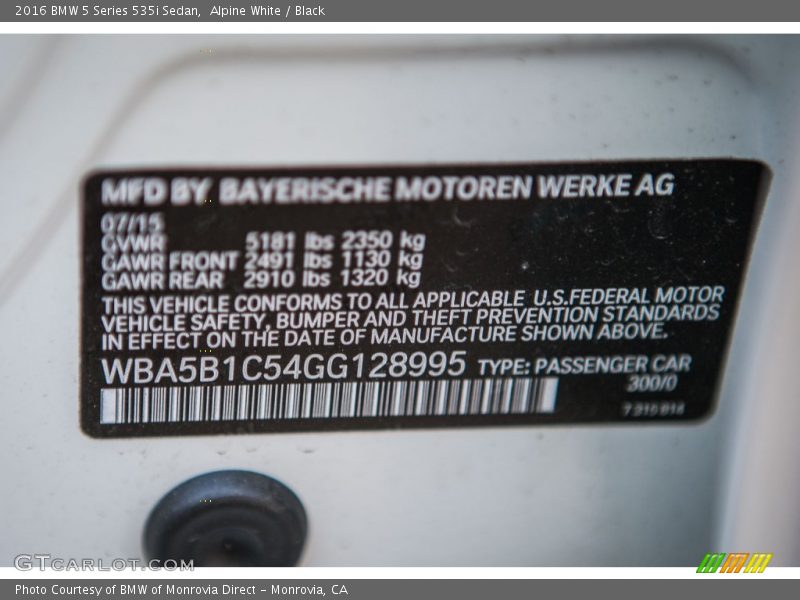 2016 BMW 5 Series 535i Sedan,  Alpine White / Black
MFD BY BAYERISCHE MOTOREN WERKE AG
07/15
GVWR 5181 lbs 2350 kg
GAWR FRONT 2491 lbs 1130 kg
GAWR REAR 2910 lbs 1320 kg
THIS VEHICLE CONFORMS TO ALL APPLICABLE U.S.FEDERAL MOTOR
VEHICLE SAFETY, BUMPER AND THEFT PREVENTION STANDARDS
IN EFFECT ON THE DATE OF MANUFACTURE SHOWN ABOVE.
WBA5B1C54GG128995 TYPE: PASSENGER CAR
300/0
GTCARLOT.COM
Photo Courtesy of BMW of Monrovia Direct - Monrovia, CA